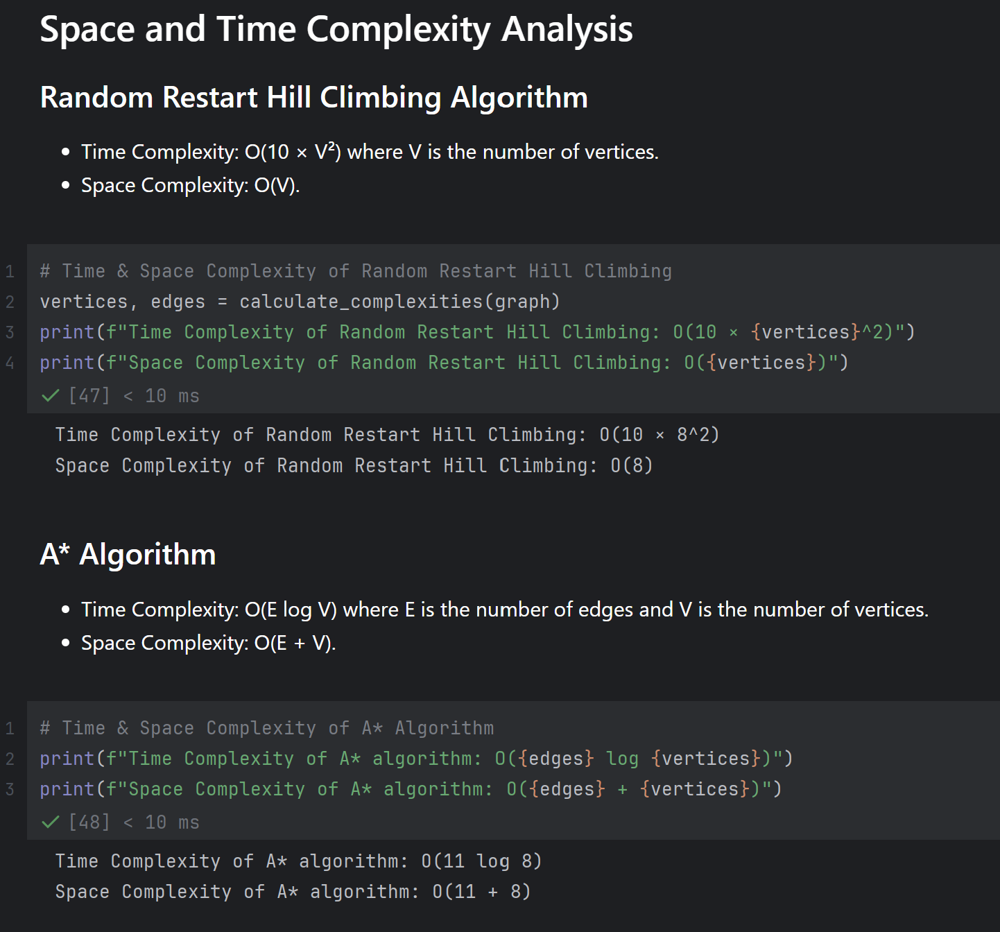 Space and Time Complexity Analysis
Random Restart Hill Climbing Algorithm
• Time Complexity: O(10 × V²) where V is the number of vertices.
• Space Complexity: O(V).
1 # Time & Space Complexity of Random Restart Hill Climbing
2 vertices, edges = calculate_complexities(graph)
3 print(f"Time Complexity of Random Restart Hill Climbing: O(10 × {vertices}^2)")
4 print(f"Space Complexity of Random Restart Hill Climbing: O({vertices})")
✓ [47] < 10 ms
Time Complexity of Random Restart Hill Climbing: O(10 × 8^2)
Space Complexity of Random Restart Hill Climbing: O(8)
A* Algorithm
• Time Complexity: O(E log V) where E is the number of edges and V is the number of vertices.
• Space Complexity: O(E + V).
1 # Time & Space Complexity of A* Algorithm
2 print(f"Time Complexity of A* algorithm: O({edges} log {vertices})")
3 print(f"Space Complexity of A* algorithm: O({edges} + {vertices})")
✓ [48] < 10 ms
Time Complexity of A* algorithm: O(11 log 8)
Space Complexity of A* algorithm: O(11 + 8)